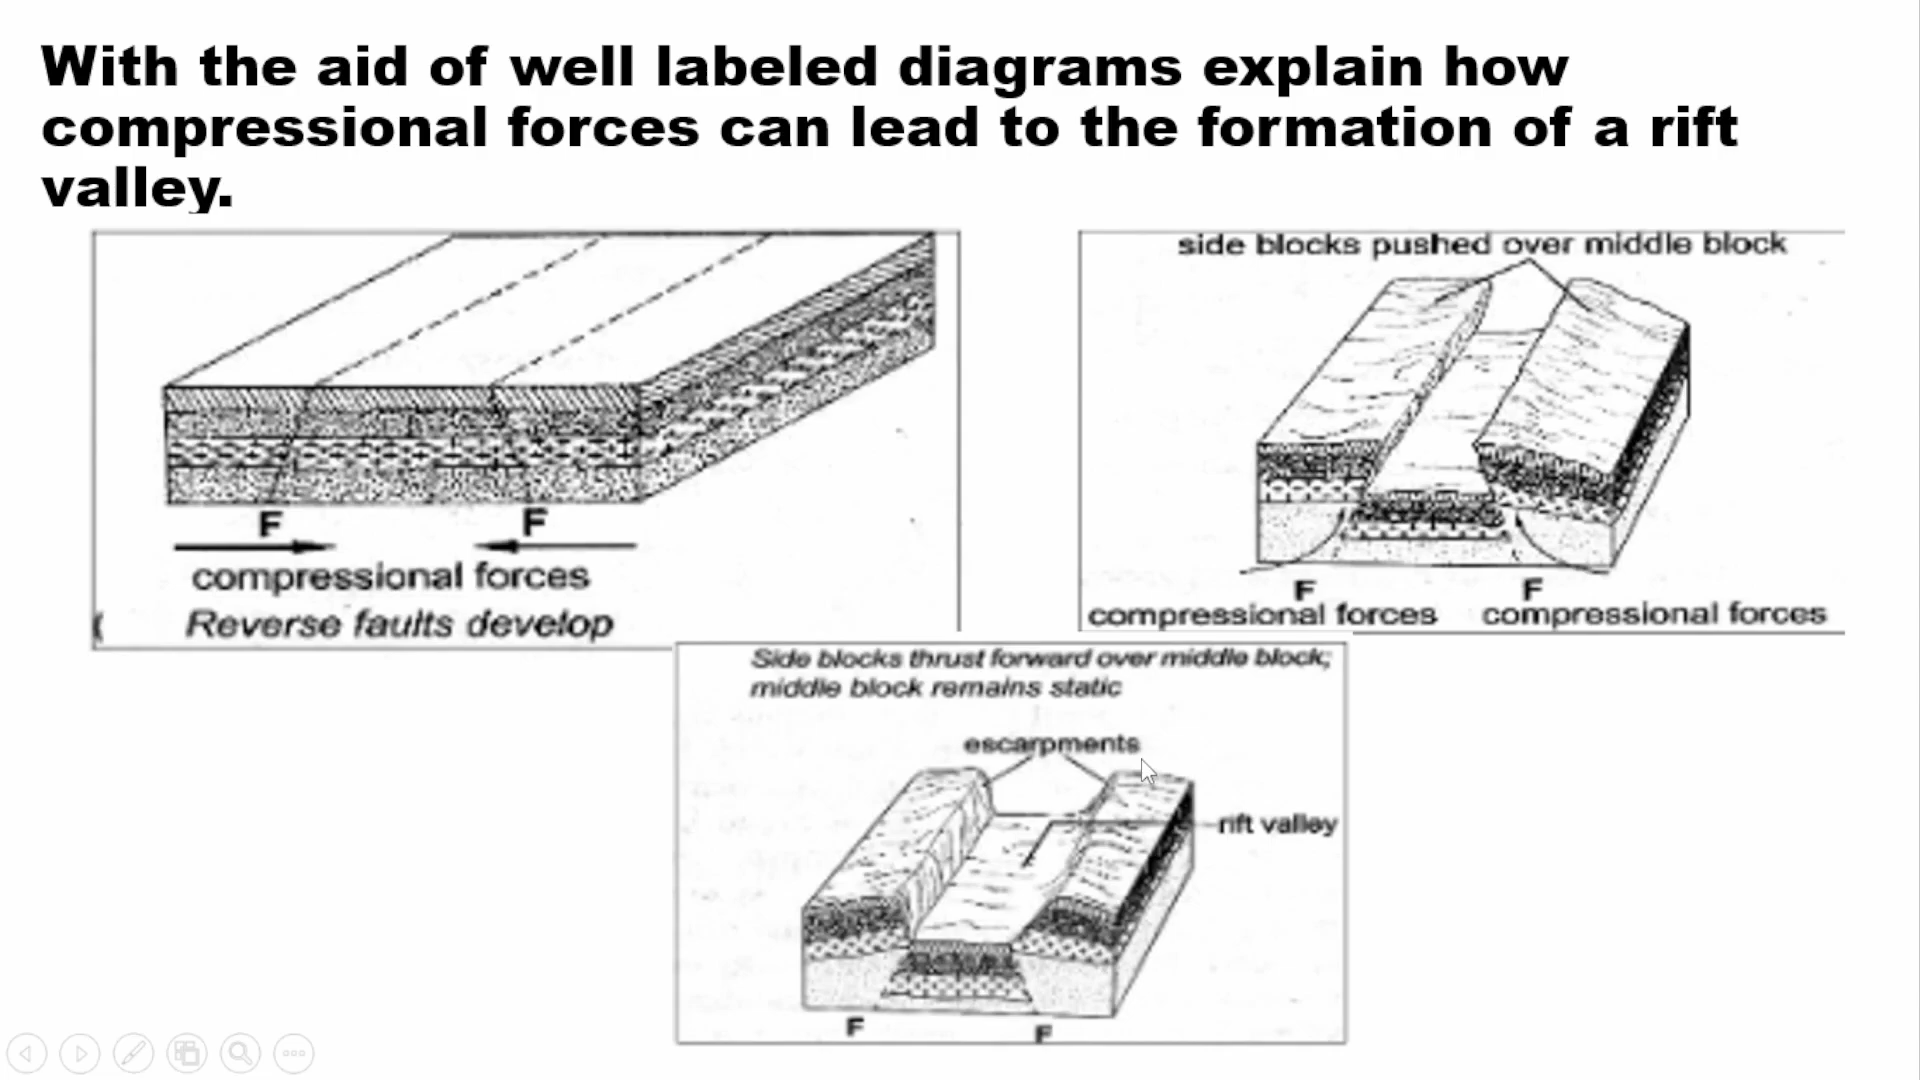 With the aid of well labeled diagrams explain how
compressional forces can lead to the formation of a rift
valley.
F F
compressional forces
( Reverse faults develop
side blocks pushed over middle block
F F
compressional forces compressional forces
Side blocks thrust forward over middle block;
middle block remains static
escarpments
rift valley
F F